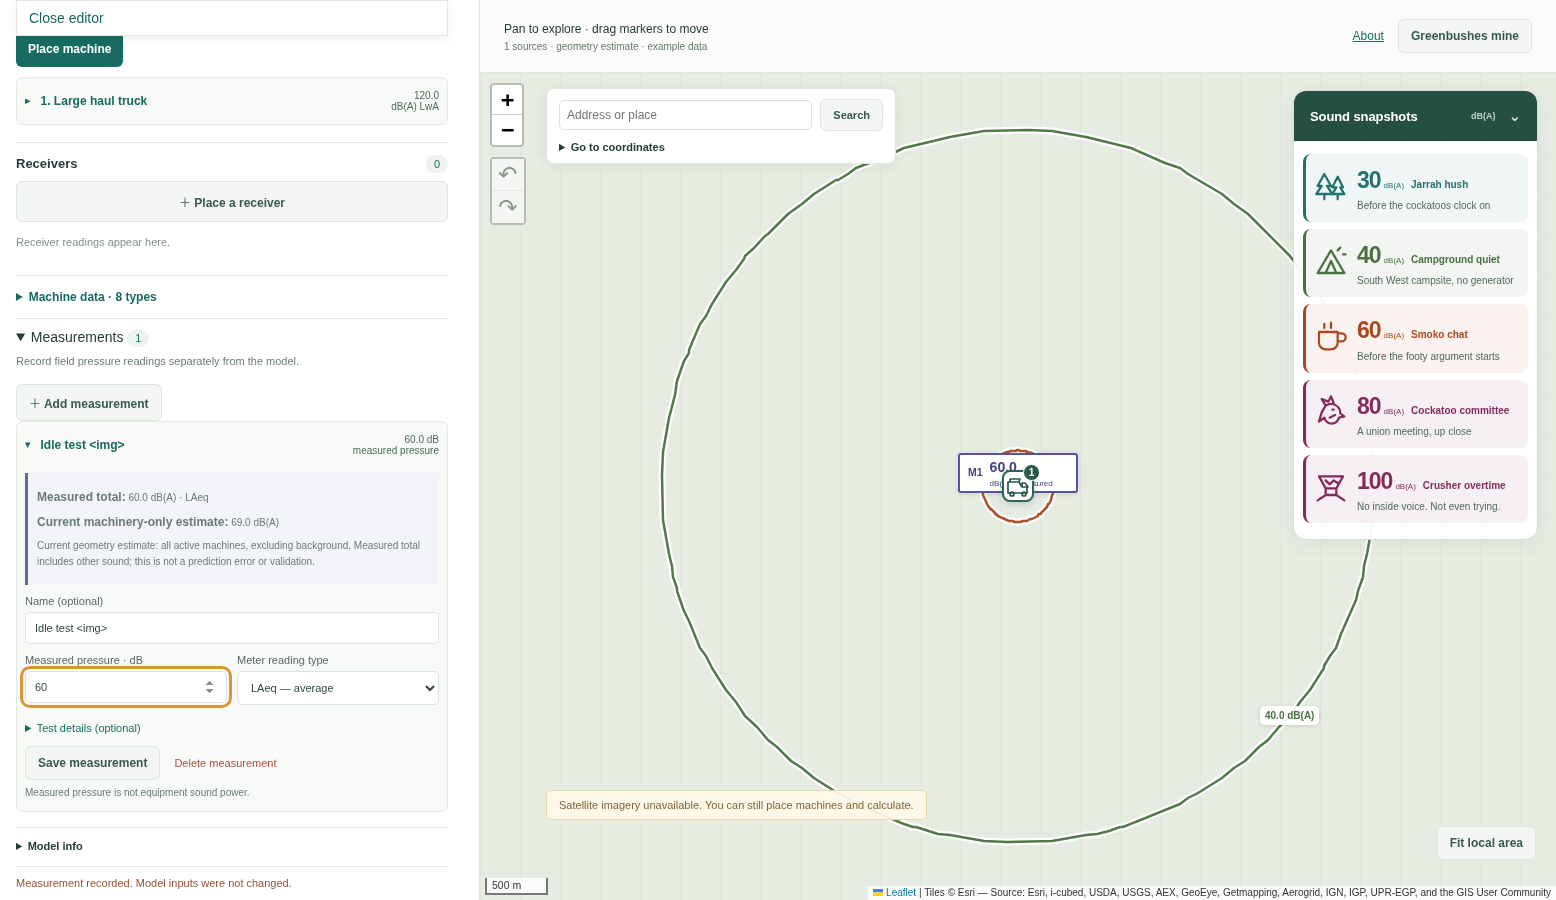 Close editor
Place machine
1. Large haul truck
120.0
dB(A) LwA
Receivers
0
+ Place a receiver
Receiver readings appear here.
Machine data · 8 types
Measurements 1
Record field pressure readings separately from the model.
+ Add measurement
Idle test <img>
60.0 dB
measured pressure
Measured total: 60.0 dB(A) · LAeq
Current machinery-only estimate: 69.0 dB(A)
Current geometry estimate: all active machines, excluding background. Measured total
includes other sound; this is not a prediction error or validation.
Name (optional)
Idle test <img>
Measured pressure · dB
Meter reading type
60
LAeq — average
Test details (optional)
Save measurement
Delete measurement
Measured pressure is not equipment sound power.
Model info
Measurement recorded. Model inputs were not changed.
Pan to explore · drag markers to move
1 sources · geometry estimate · example data
About
Greenbushes mine
+
−
Address or place
Search
Go to coordinates
Sound snapshots
dB(A)
30 dB(A) Jarrah hush
Before the cockatoos clock on
40 dB(A) Campground quiet
South West campsite, no generator
60 dB(A) Smoko chat
Before the footy argument starts
80 dB(A) Cockatoo committee
A union meeting, up close
100 dB(A) Crusher overtime
No inside voice. Not even trying.
M1 60.0
1
40.0 dB(A)
Satellite imagery unavailable. You can still place machines and calculate.
Fit local area
500 m
Leaflet | Tiles © Esri — Source: Esri, i-cubed, USDA, USGS, AEX, GeoEye, Getmapping, Aerogrid, IGN, IGP, UPR-EGP, and the GIS User Community